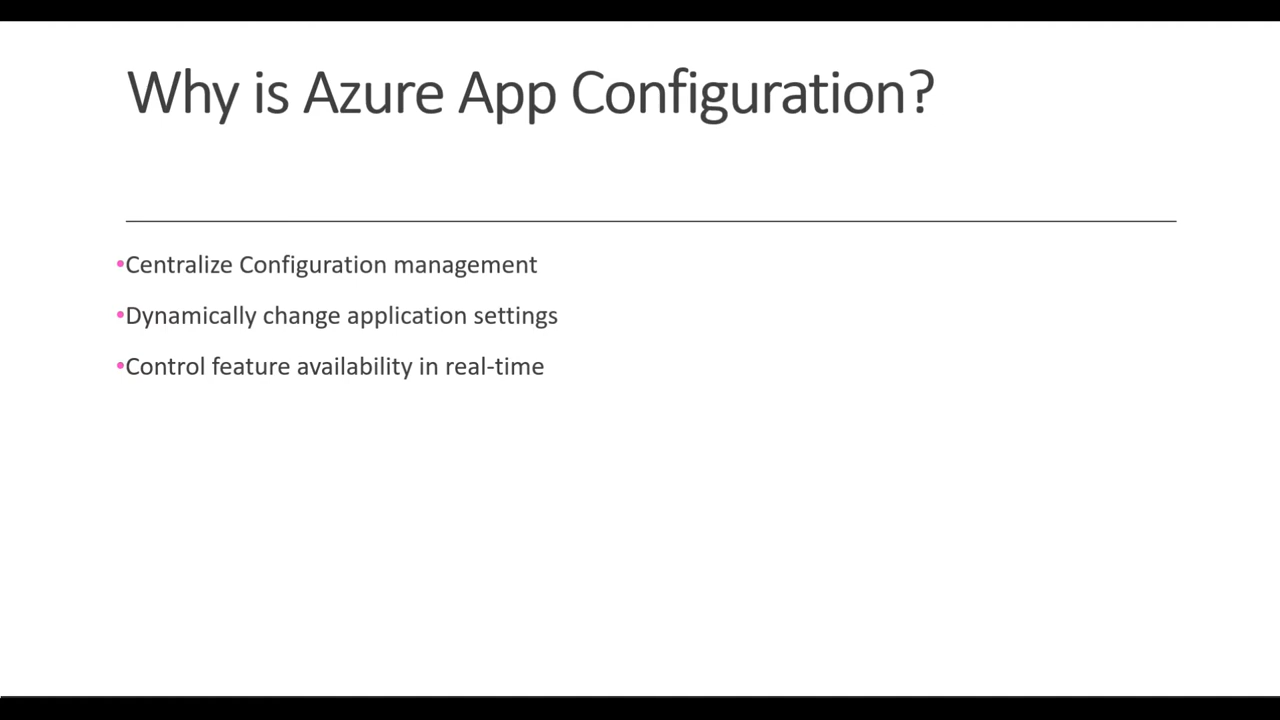 Why is Azure App Configuration?
•Centralize Configuration management
•Dynamically change application settings
•Control feature availability in real-time